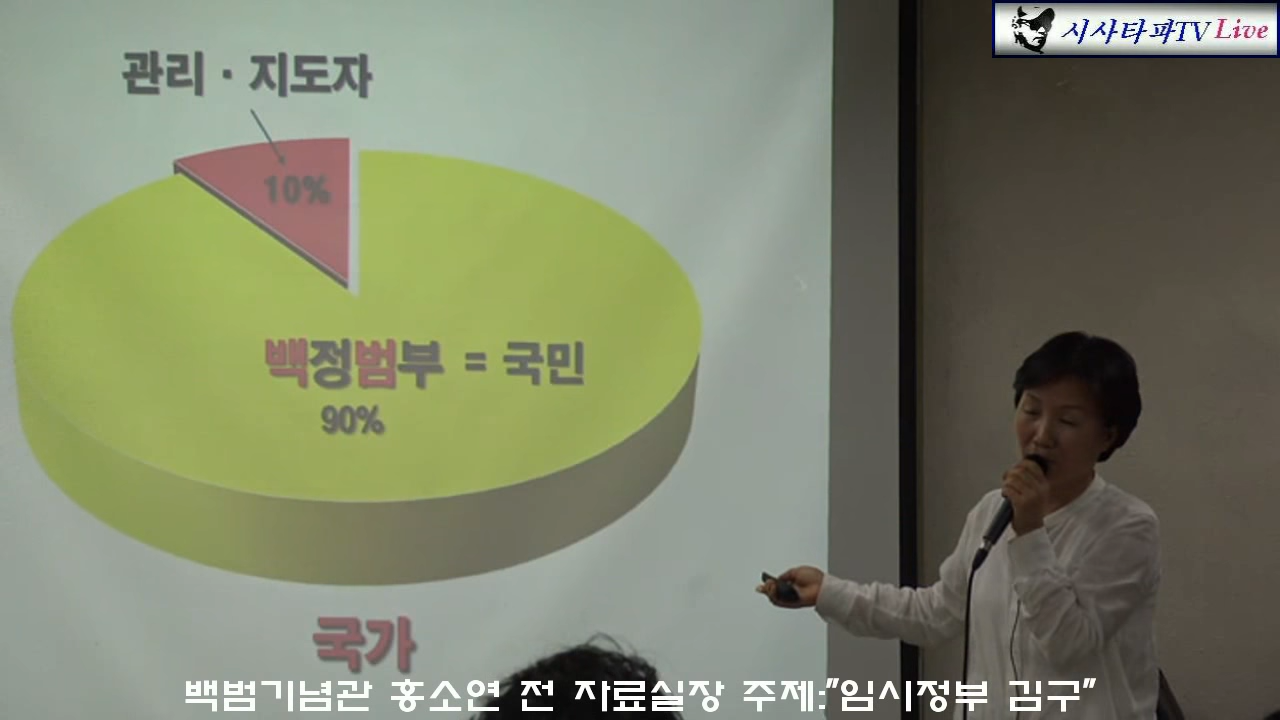 시사타파TV Live
관리 · 지도자
10%
백정범부 = 국민
90%
국가
백범기념관 홍소연 전 자료실장 주제:"임시정부 김구"